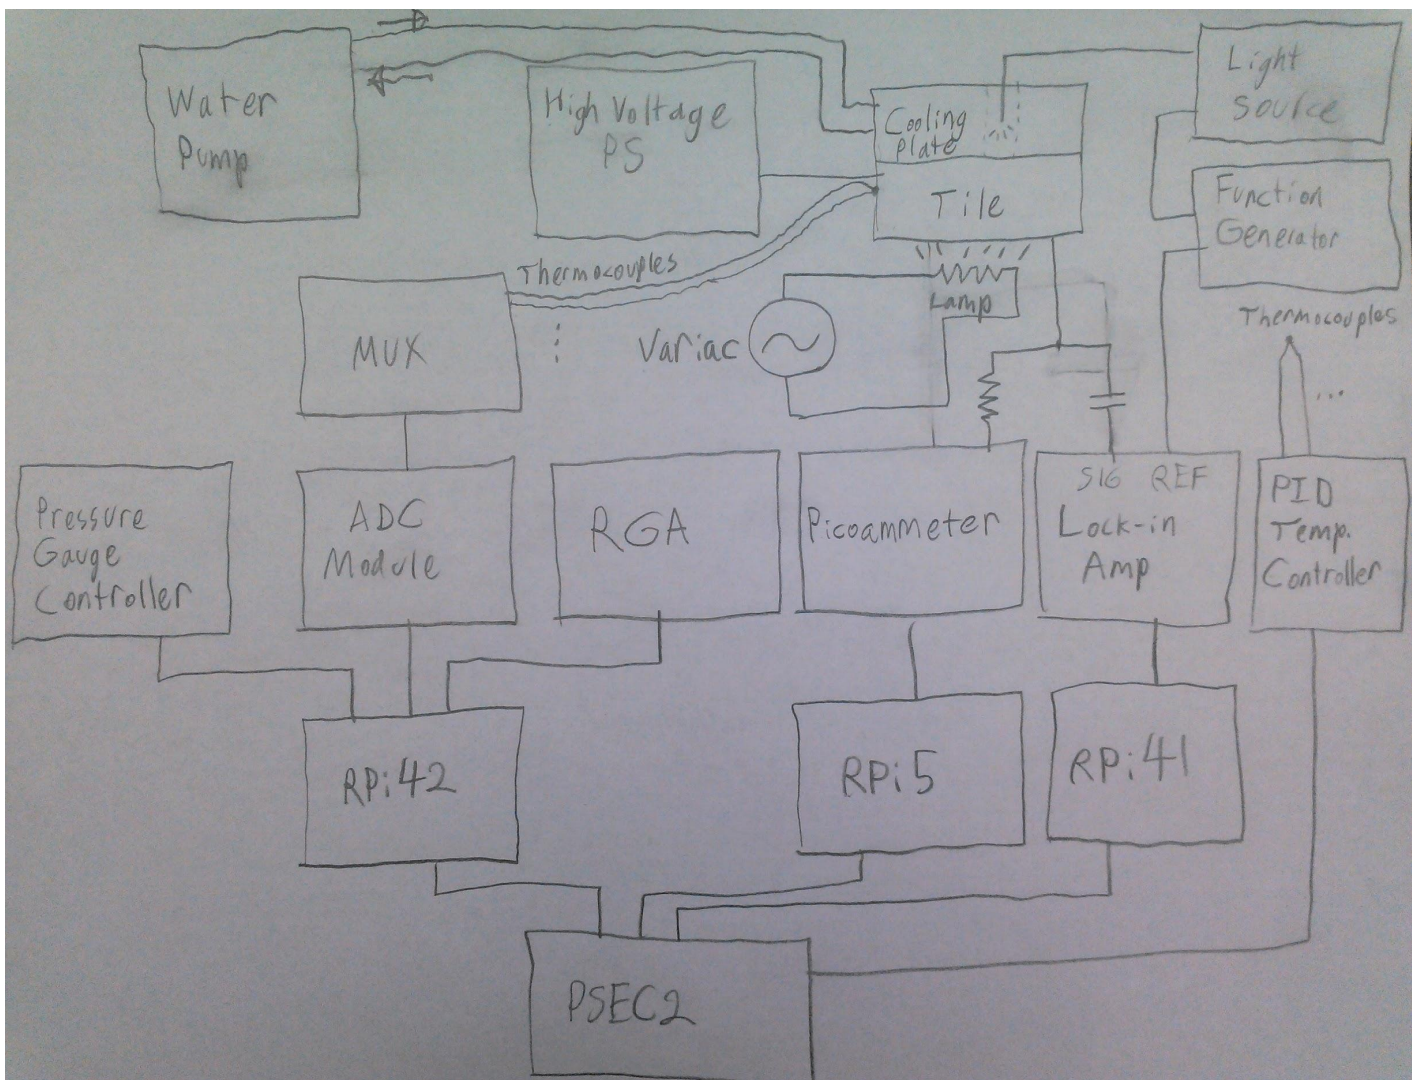 Water
Pump
High Voltage
PS
Cooling
Plate
Tile
Light
Source
Function
Generator
Thermocouples
MUX
Variac
Lamp
Thermocouples
Pressure
Gauge
Controller
ADC
Module
RGA
Picoammeter
SIG REF
Lock-in
Amp
PID
Temp.
Controller
RPi42
RPi5
RPi41
PSEC2